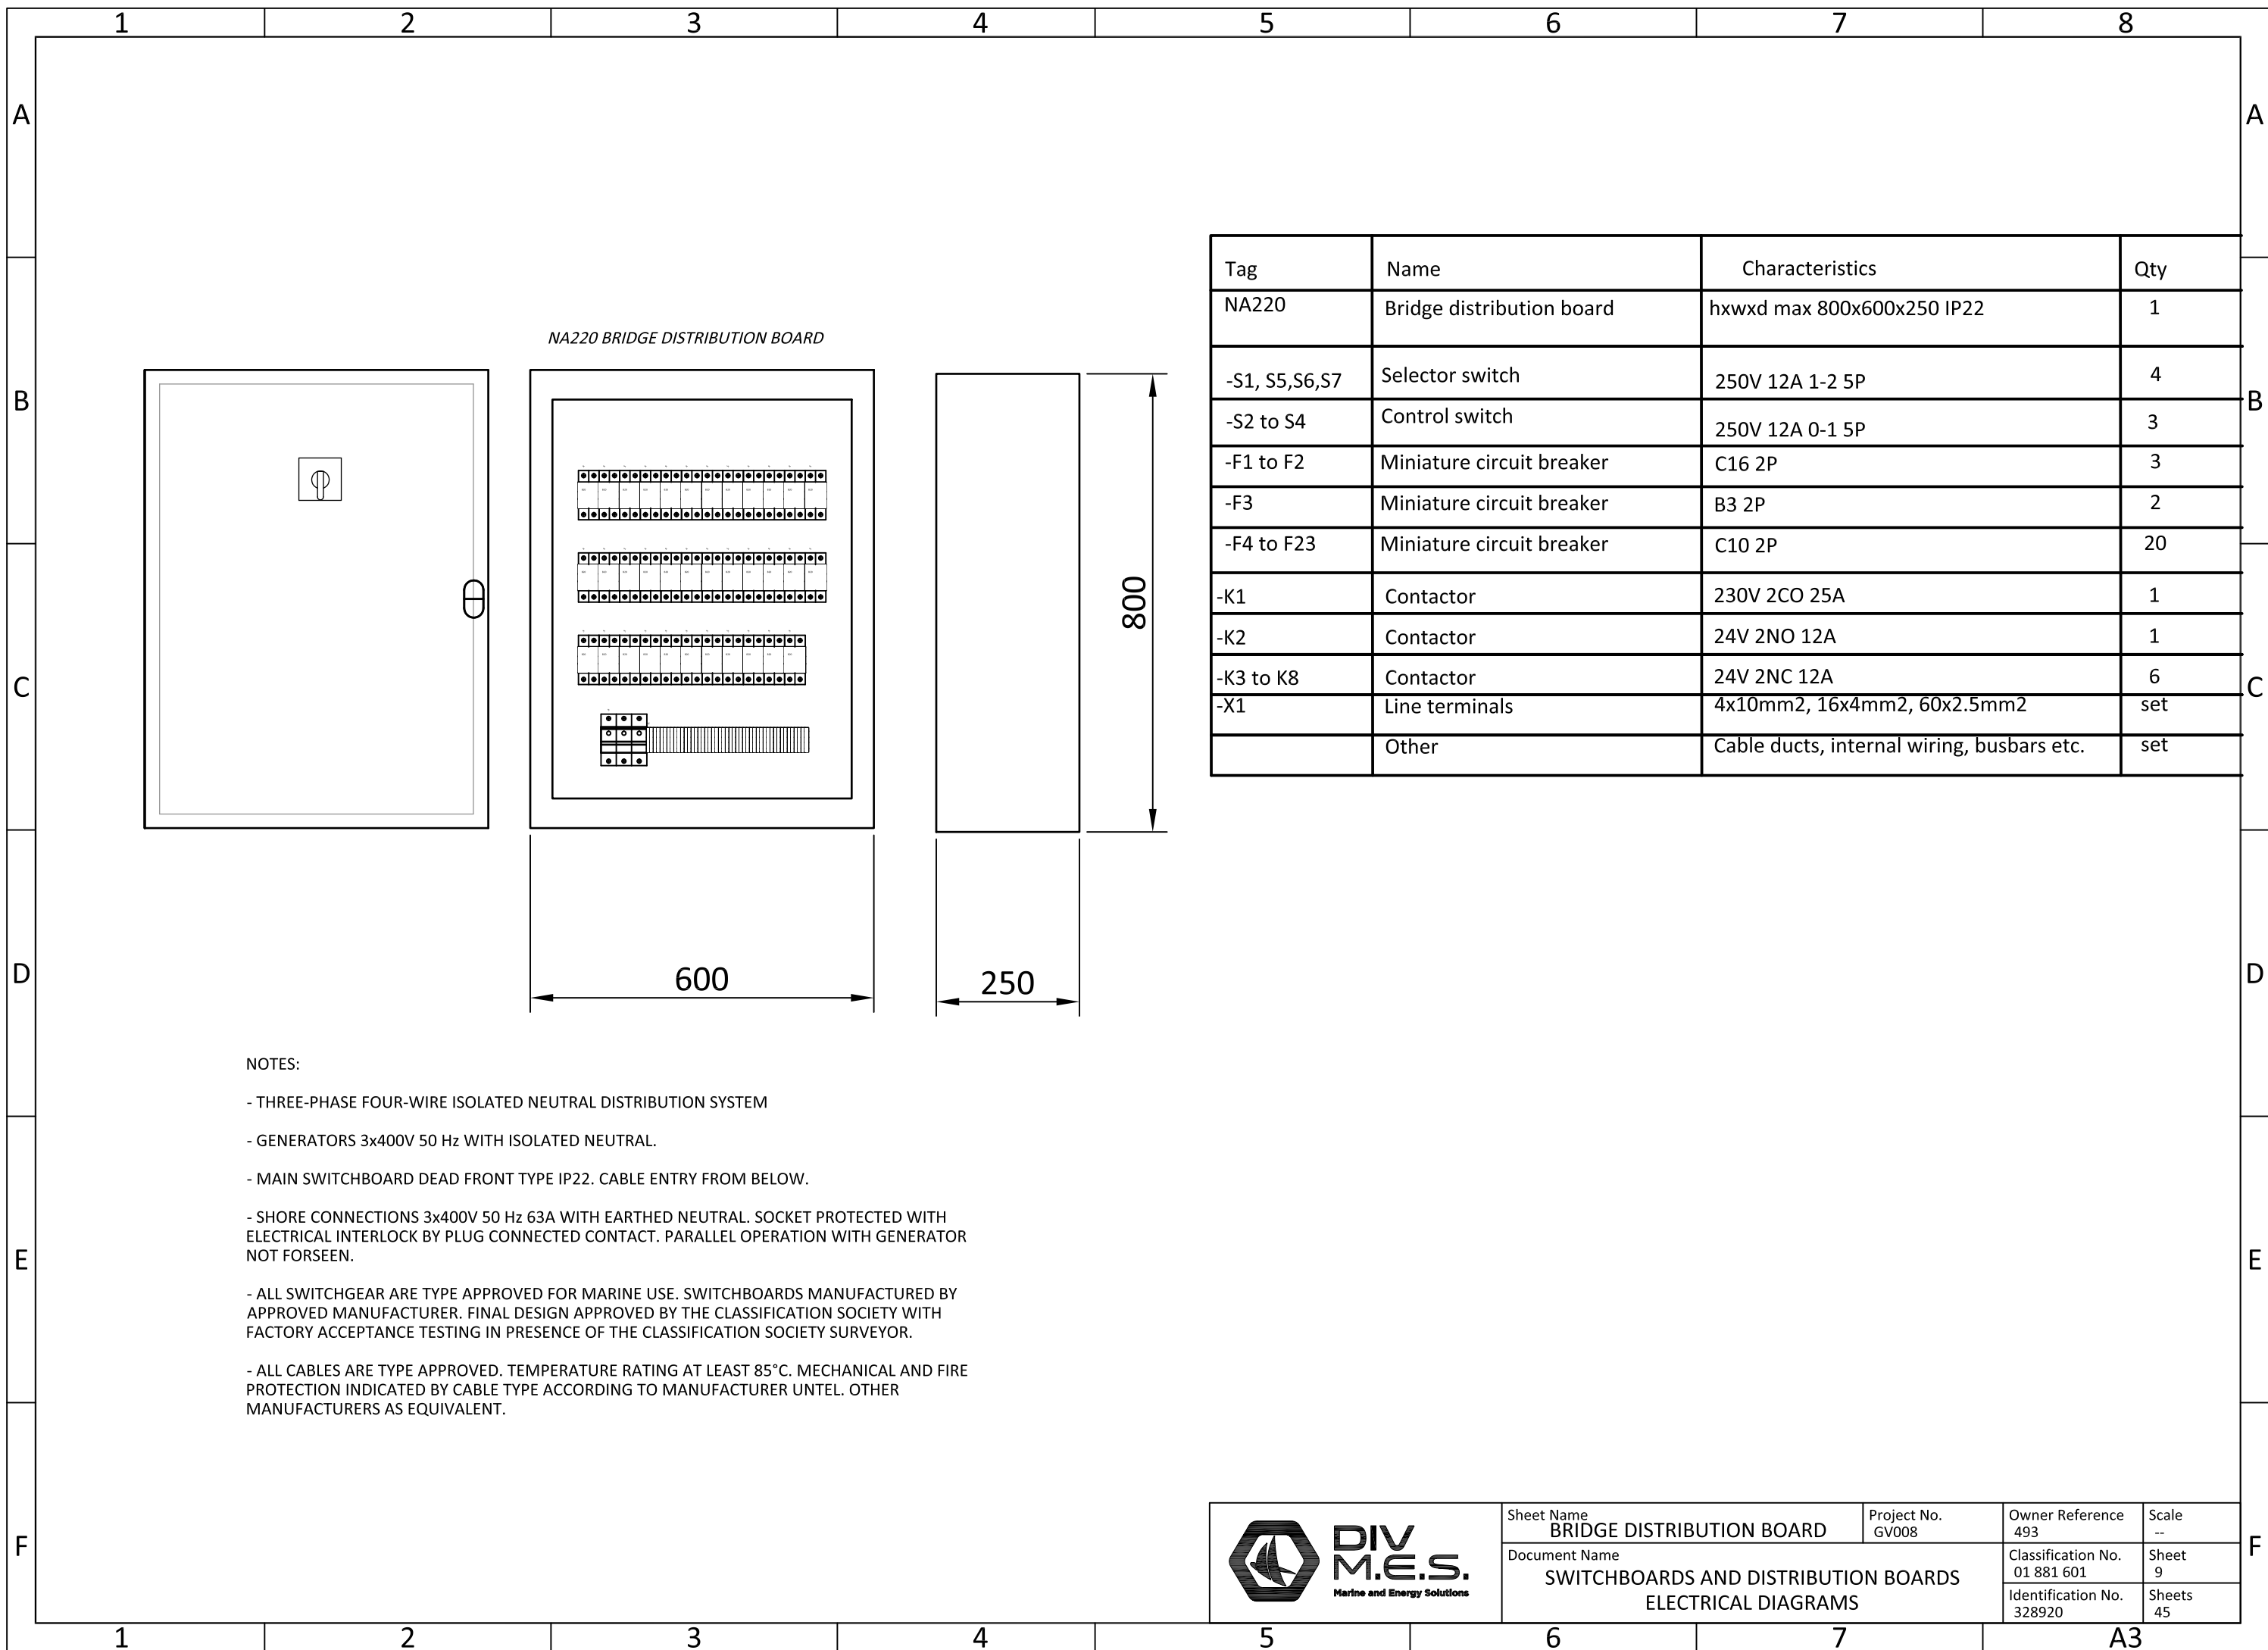 1 2 3 4 5 6 7 8
A A
B B
C C
D D
E E
F F
NA220 BRIDGE DISTRIBUTION BOARD
800
600
250
Tag Name Characteristics Qty
NA220 Bridge distribution board hxwxd max 800x600x250 IP22 1
-S1, S5,S6,S7 Selector switch 250V 12A 1-2 5P 4
-S2 to S4 Control switch 250V 12A 0-1 5P 3
-F1 to F2 Miniature circuit breaker C16 2P 3
-F3 Miniature circuit breaker B3 2P 2
-F4 to F23 Miniature circuit breaker C10 2P 20
-K1 Contactor 230V 2CO 25A 1
-K2 Contactor 24V 2NO 12A 1
-K3 to K8 Contactor 24V 2NC 12A 6
-X1 Line terminals 4x10mm2, 16x4mm2, 60x2.5mm2 set
Other Cable ducts, internal wiring, busbars etc. set
NOTES:
- THREE-PHASE FOUR-WIRE ISOLATED NEUTRAL DISTRIBUTION SYSTEM
- GENERATORS 3x400V 50 Hz WITH ISOLATED NEUTRAL.
- MAIN SWITCHBOARD DEAD FRONT TYPE IP22. CABLE ENTRY FROM BELOW.
- SHORE CONNECTIONS 3x400V 50 Hz 63A WITH EARTHED NEUTRAL. SOCKET PROTECTED WITH
ELECTRICAL INTERLOCK BY PLUG CONNECTED CONTACT. PARALLEL OPERATION WITH GENERATOR
NOT FORSEEN.
- ALL SWITCHGEAR ARE TYPE APPROVED FOR MARINE USE. SWITCHBOARDS MANUFACTURED BY
APPROVED MANUFACTURER. FINAL DESIGN APPROVED BY THE CLASSIFICATION SOCIETY WITH
FACTORY ACCEPTANCE TESTING IN PRESENCE OF THE CLASSIFICATION SOCIETY SURVEYOR.
- ALL CABLES ARE TYPE APPROVED. TEMPERATURE RATING AT LEAST 85°C. MECHANICAL AND FIRE
PROTECTION INDICATED BY CABLE TYPE ACCORDING TO MANUFACTURER UNTEL. OTHER
MANUFACTURERS AS EQUIVALENT.
DIV
M.E.S.
Marine and Energy Solutions
Sheet Name
BRIDGE DISTRIBUTION BOARD
Project No.
GV008
Owner Reference
493
Scale
--
Document Name
SWITCHBOARDS AND DISTRIBUTION BOARDS
ELECTRICAL DIAGRAMS
Classification No.
01 881 601
Sheet
9
Identification No.
328920
Sheets
45
1 2 3 4 5 6 7 A3